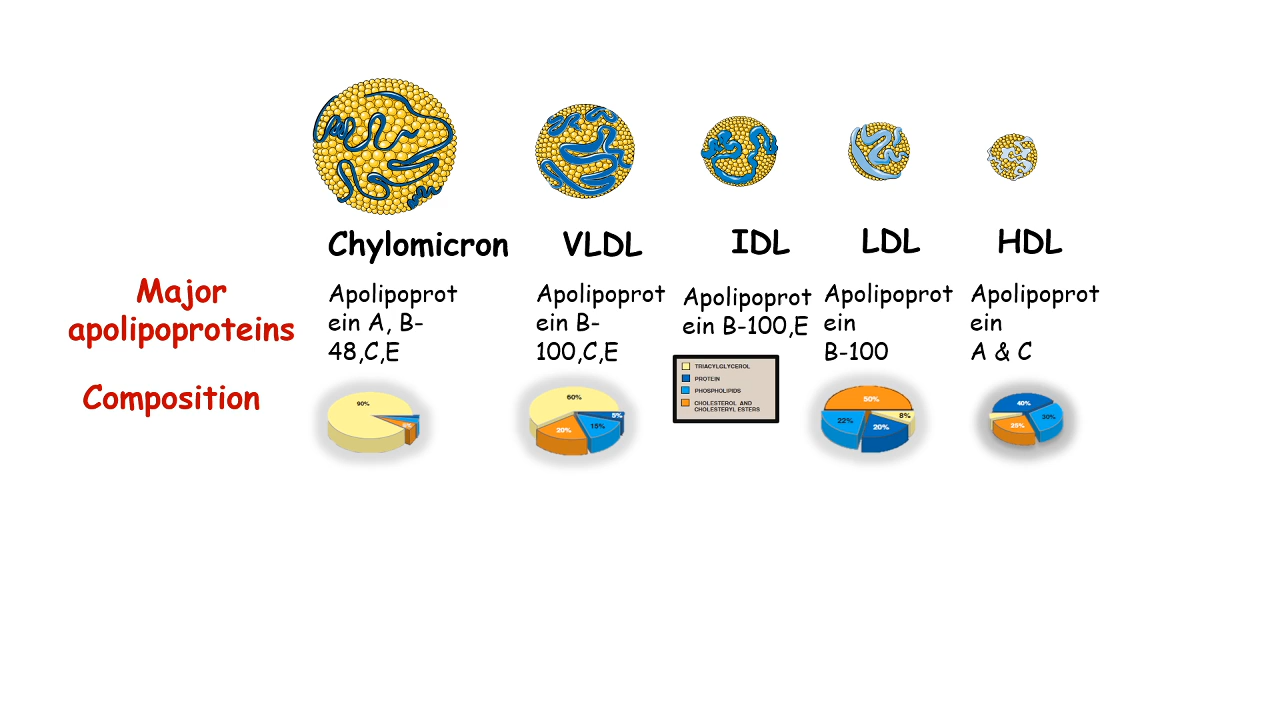 Chylomicron
VLDL
IDL
LDL
HDL
Major
apolipoproteins
Apolipoprot
ein A, B-
48,C,E
Apolipoprot
ein B-
100,C,E
Apolipoprot
ein B-100,E
Apolipoprot
ein
B-100
Apolipoprot
ein
A & C
Composition
90%
60%
5%
15%
20%
TRIACYLGLYCEROL
PROTEIN
PHOSPHOLIPIDS
CHOLESTEROL AND
CHOLESTERYL ESTERS
50%
8%
20%
22%
40%
30%
25%